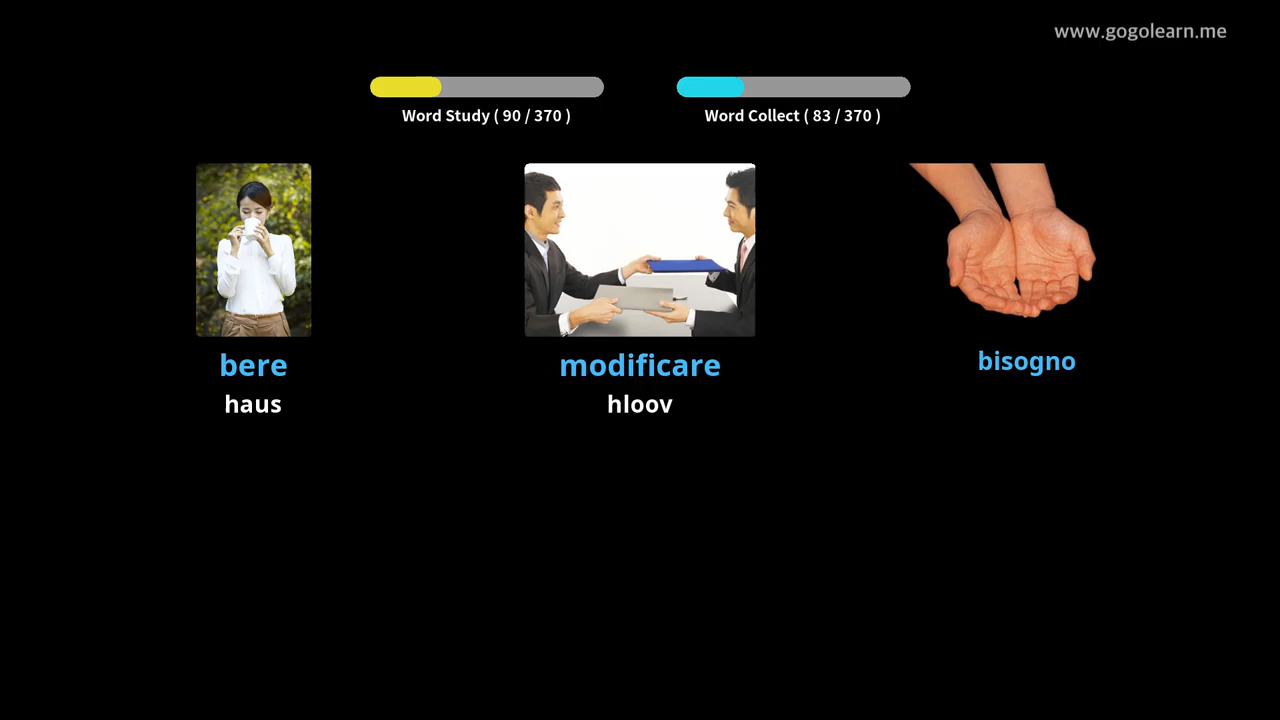 www.gogolearn.me
Word Study ( 90 / 370 )
Word Collect ( 83 / 370 )
bere
haus
modificare
hloov
bisogno